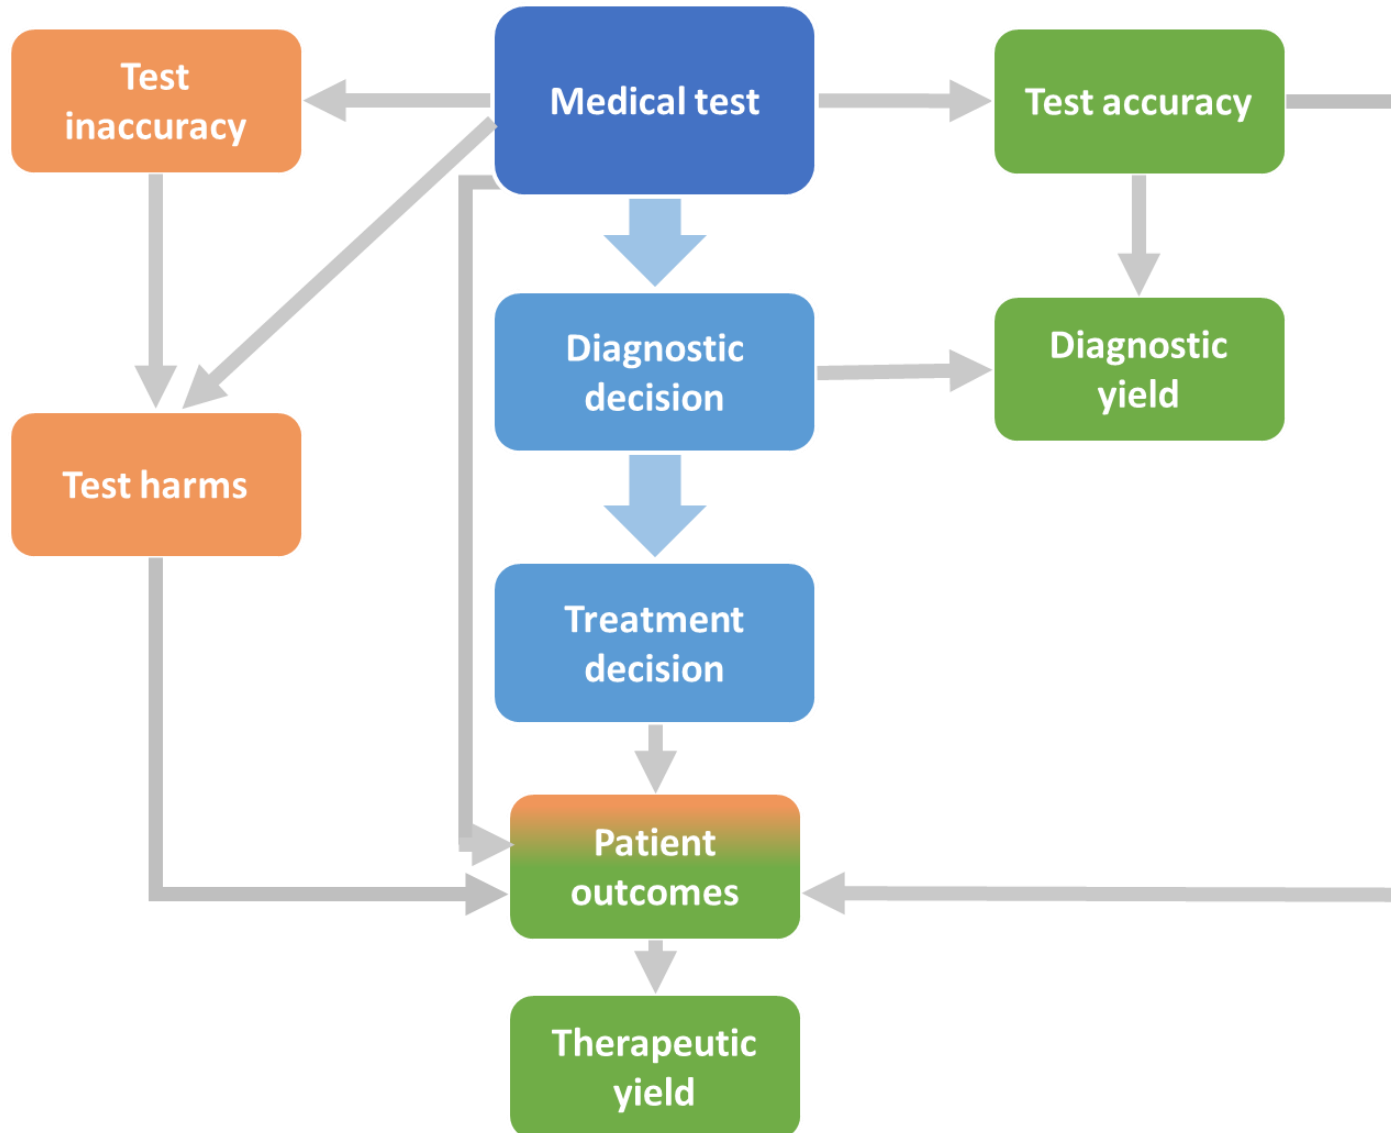 Test
inaccuracy
Medical test
Test accuracy
Diagnostic
decision
Diagnostic
yield
Test harms
Treatment
decision
Patient
outcomes
Therapeutic
yield